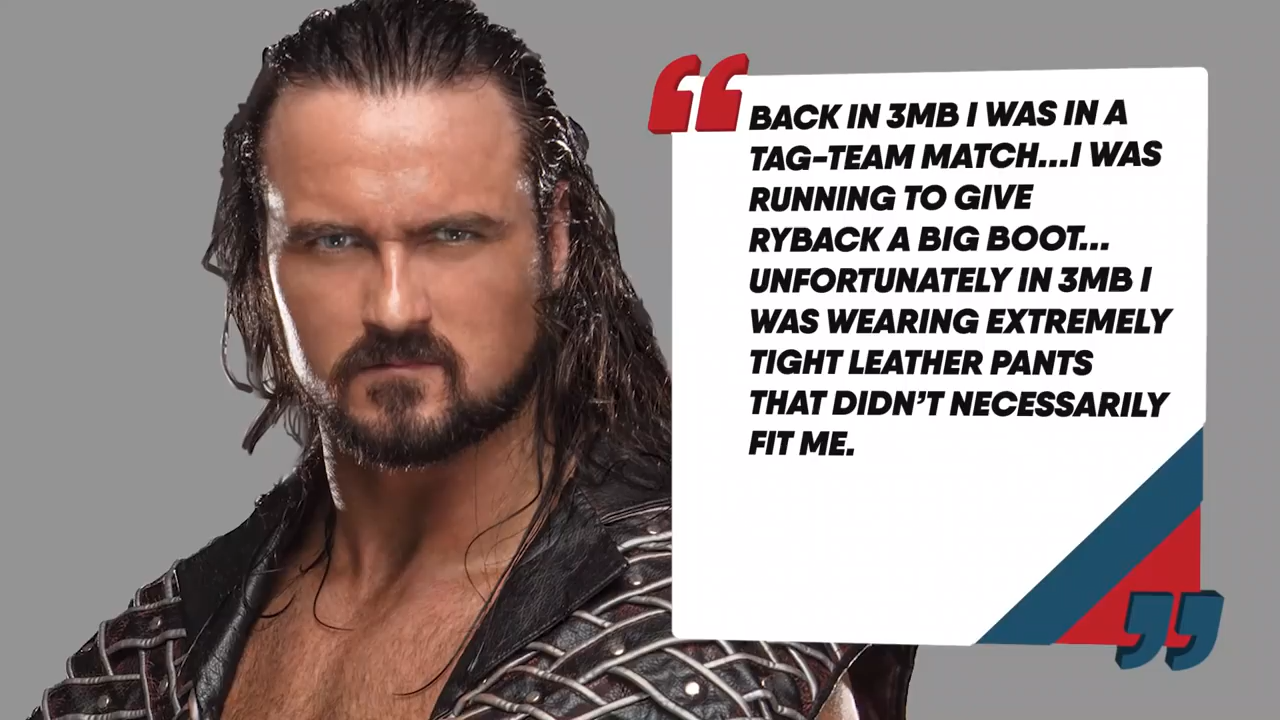 BACK IN 3MB I WAS IN A
TAG-TEAM MATCH...I WAS
RUNNING TO GIVE
RYBACK A BIG BOOT...
UNFORTUNATELY IN 3MB I
WAS WEARING EXTREMELY
TIGHT LEATHER PANTS
THAT DIDN'T NECESSARILY
FIT ME.